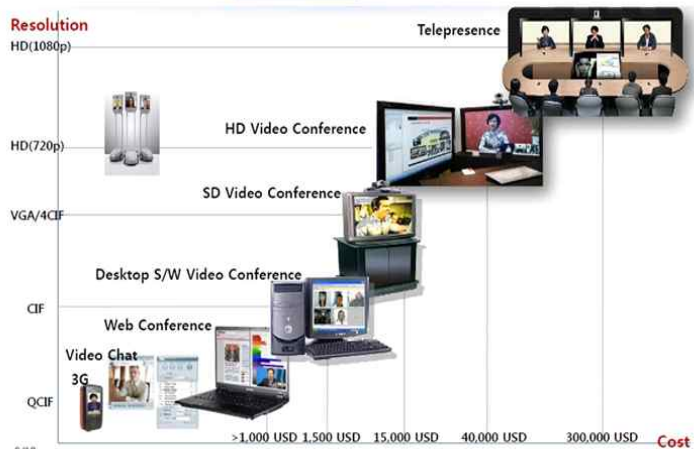 Resolution
Telepresence
HD(1080p)
HD Video Conference
HD(720p)
SD Video Conference
VGA/4CIF
Desktop S/W Video Conference
CIF
Web Conference
Video Chat
3G
QCIF
>1,000 USD
1,500 USD
15,000 USD
40,000 USD
300,000 USD
Cost